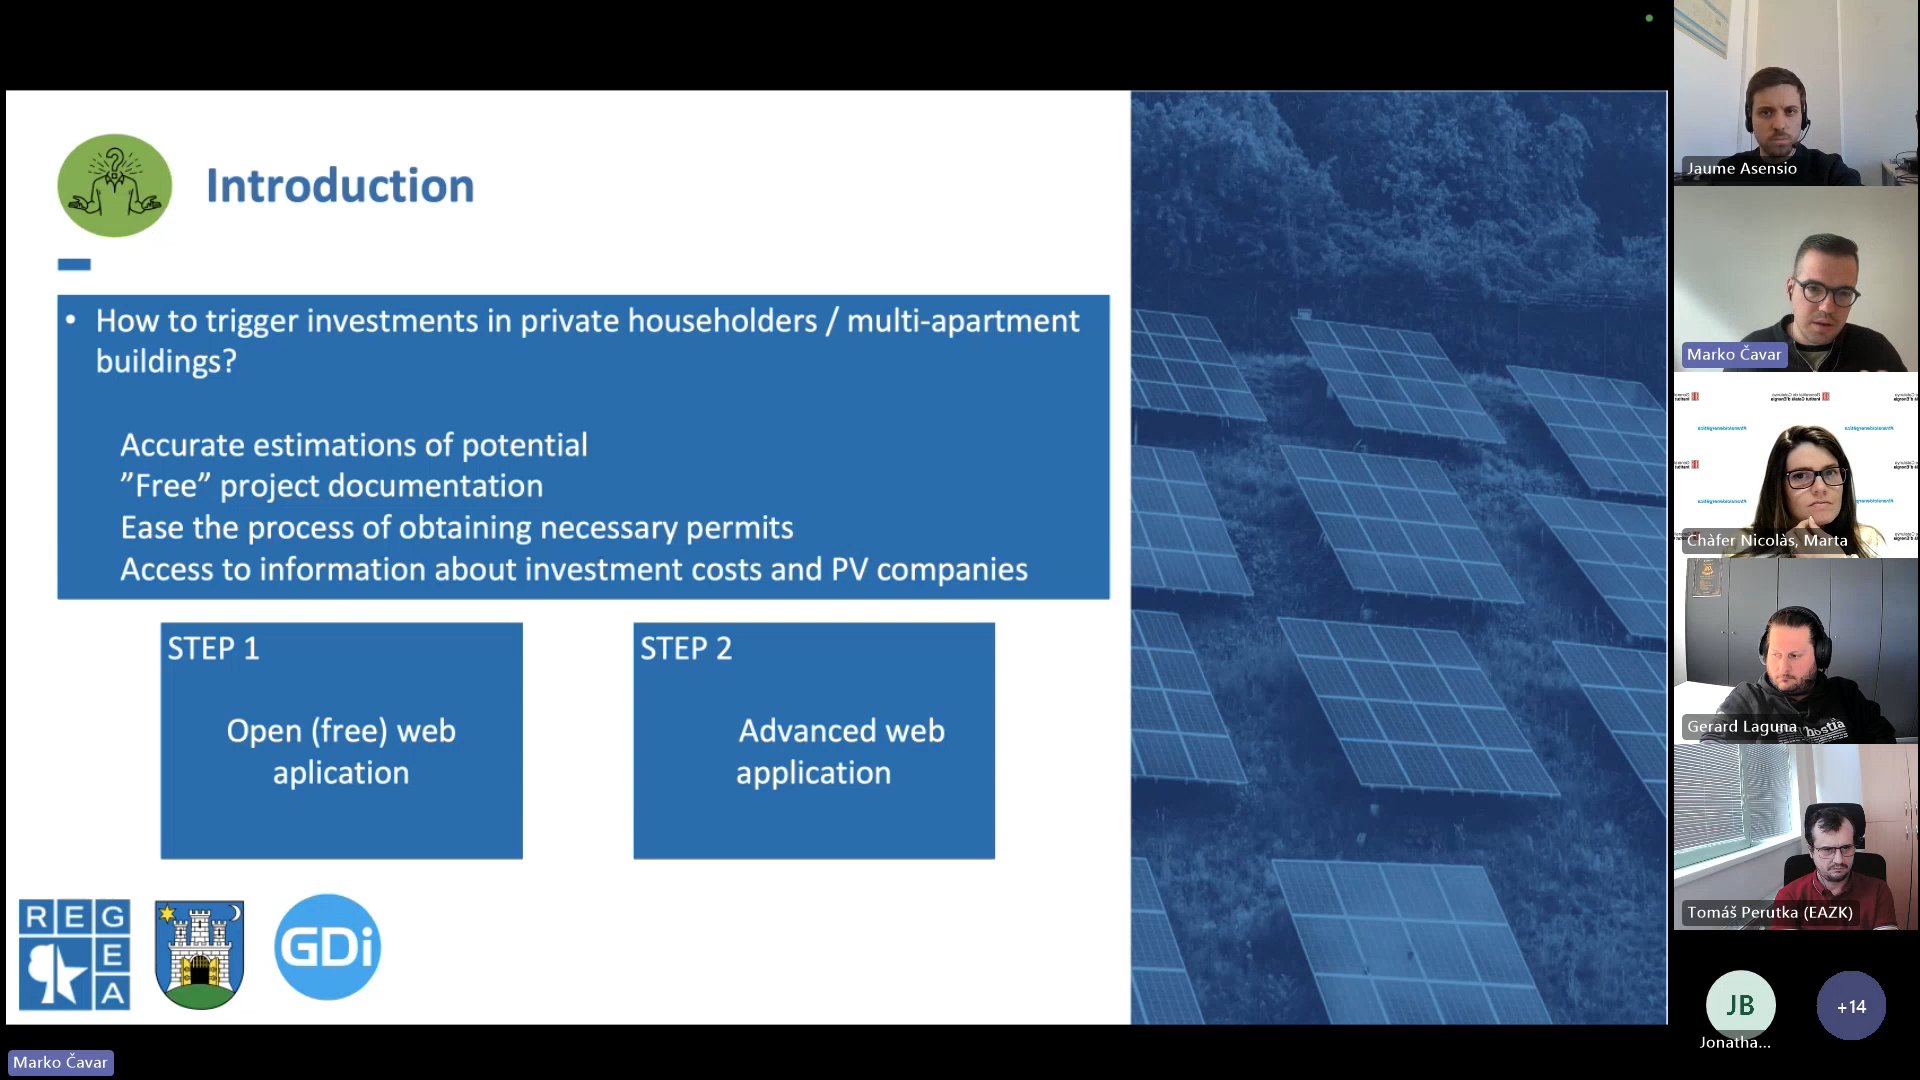 Introduction
• How to trigger investments in private householders / multi-apartment
buildings?
Accurate estimations of potential
”Free” project documentation
Ease the process of obtaining necessary permits
Access to information about investment costs and PV companies
STEP 1
Open (free) web
aplication
STEP 2
Advanced web
application
REG
E
A
GDi
Marko Čavar
Jaume Asensio
Marko Čavar
Chàfer Nicolàs, Marta
Gerard Laguna
hostia
Tomáš Perutka (EAZK)
JB
Jonatha...
+14